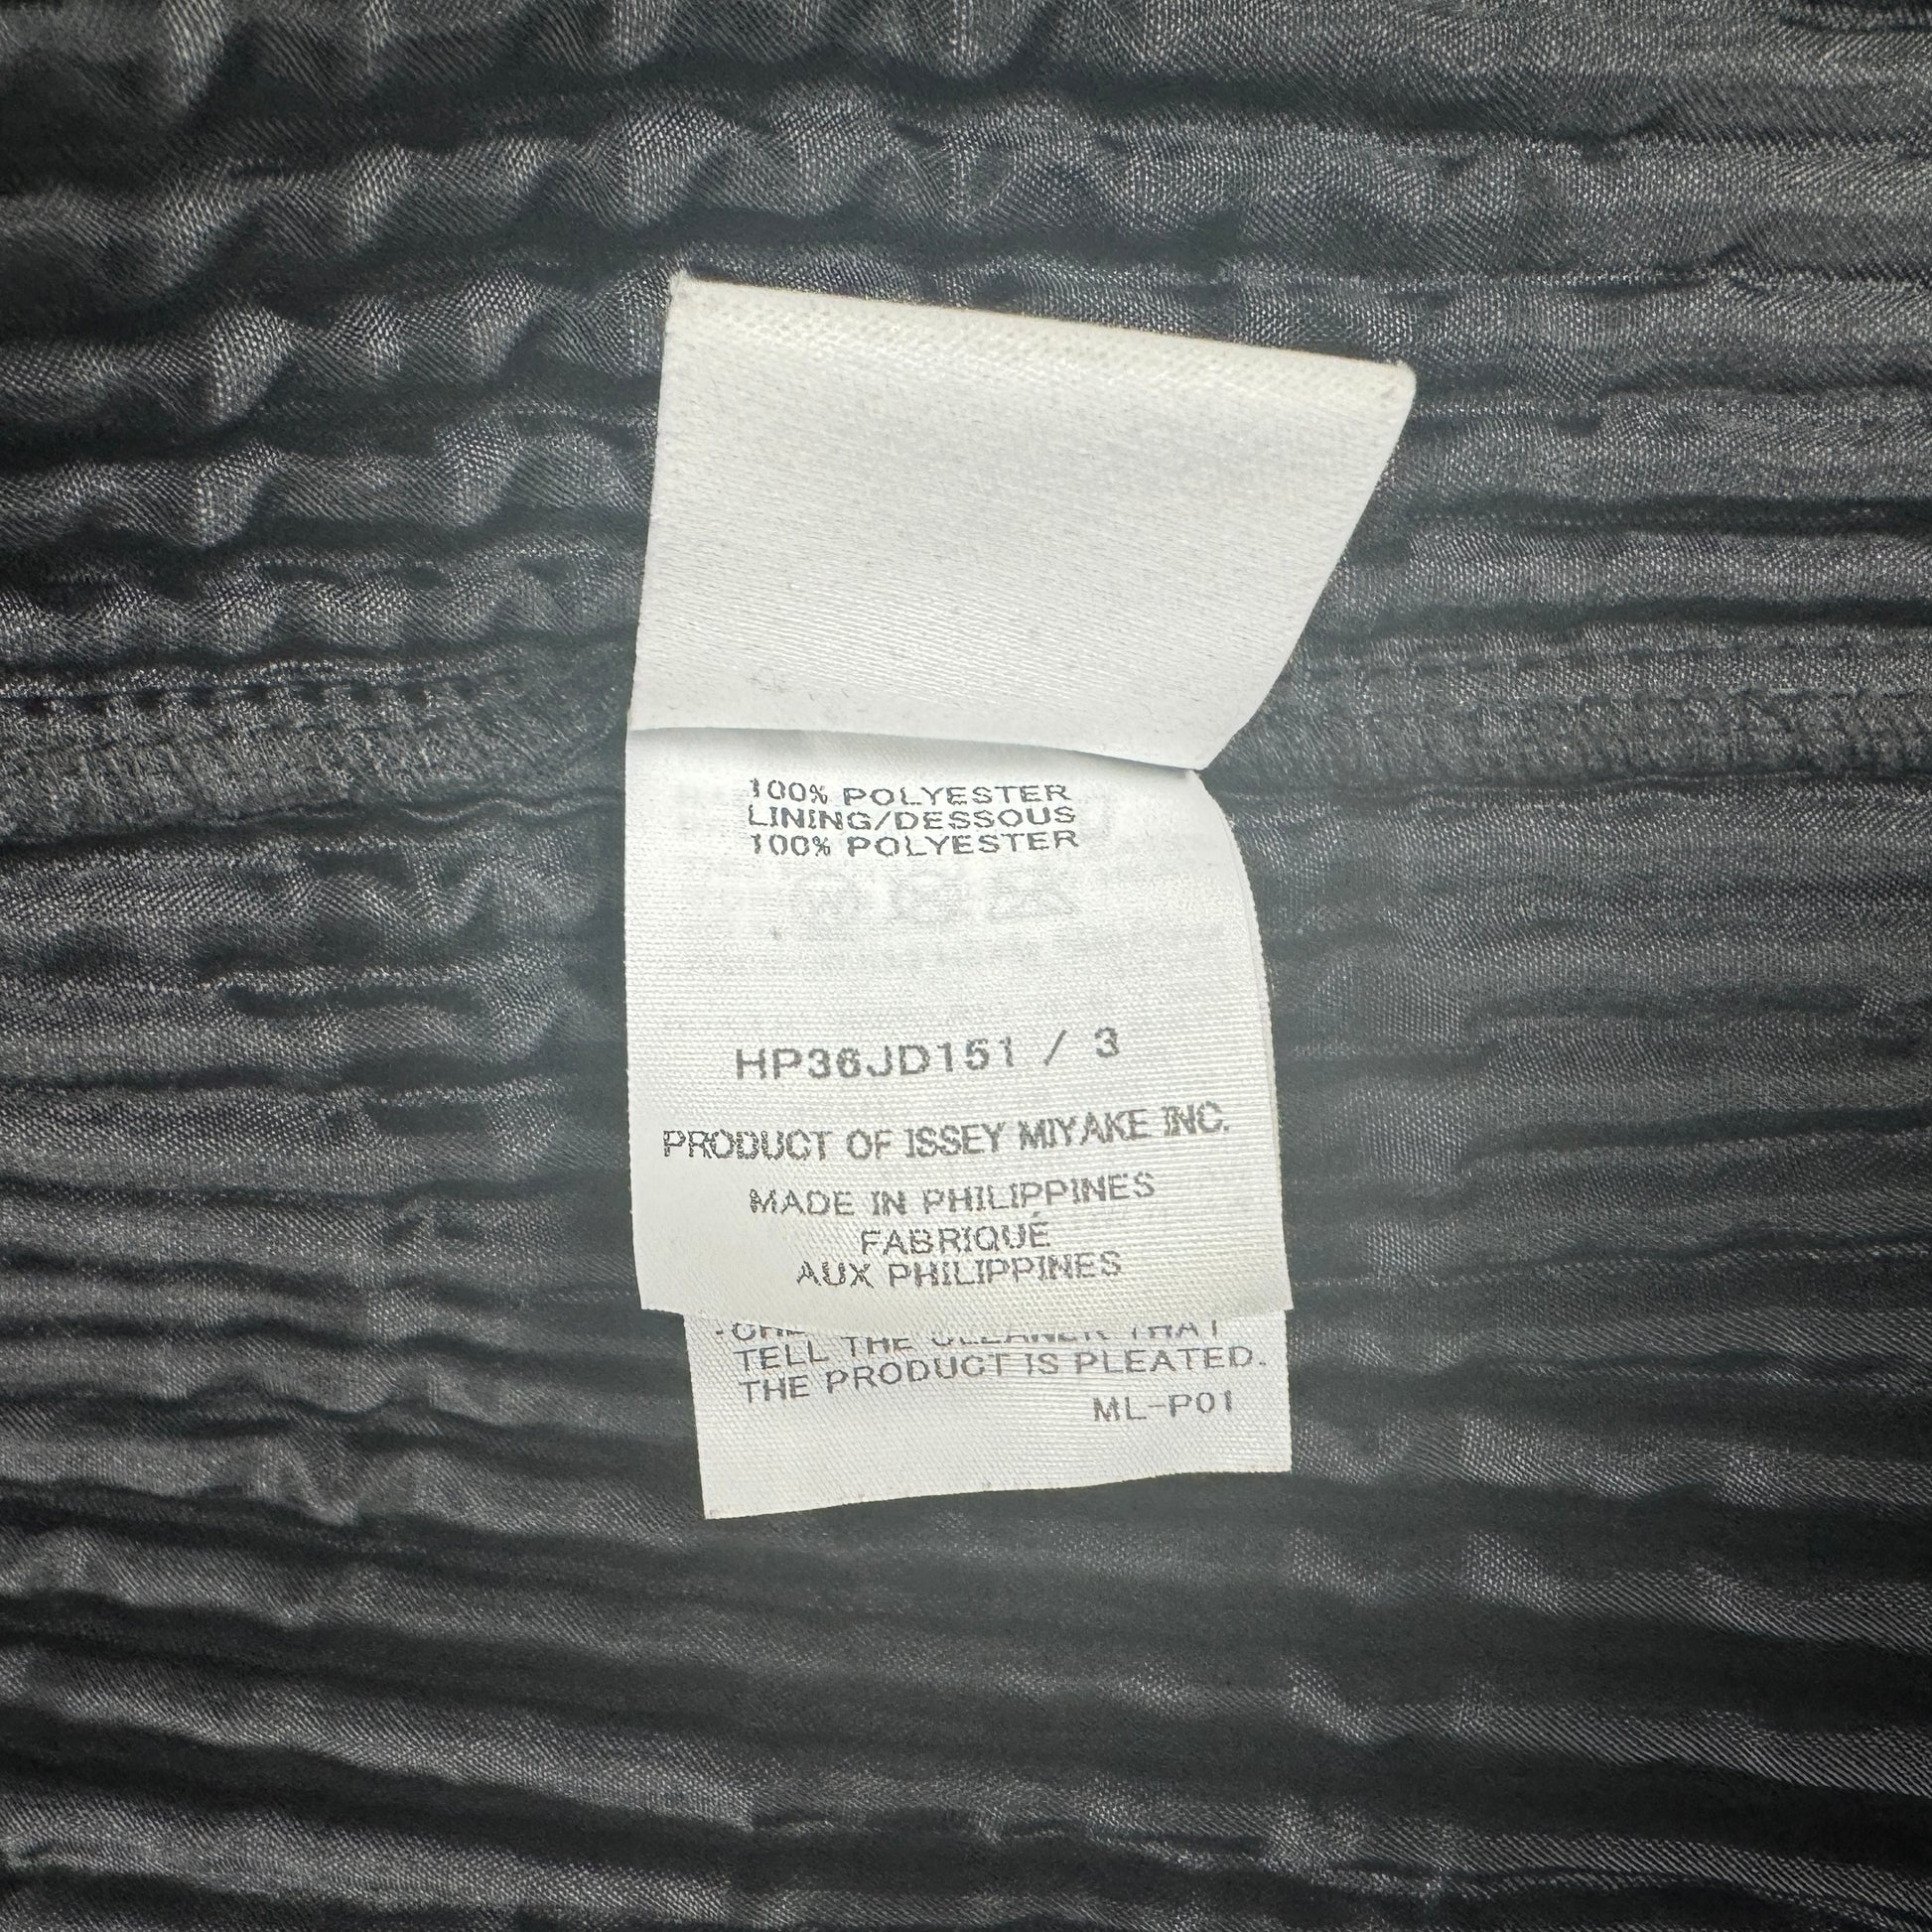 100% POLYESTER
LINING/DESSOUS
100% POLYESTER
HP36JD151 / 3
PRODUCT OF ISSEY MIYAKE INC.
MADE IN PHILIPPINES
FABRIQUÉ
AUX PHILIPPINES
THE CLEANER THAT
TELL THE PRODUCT IS PLEATED.
ML-P01